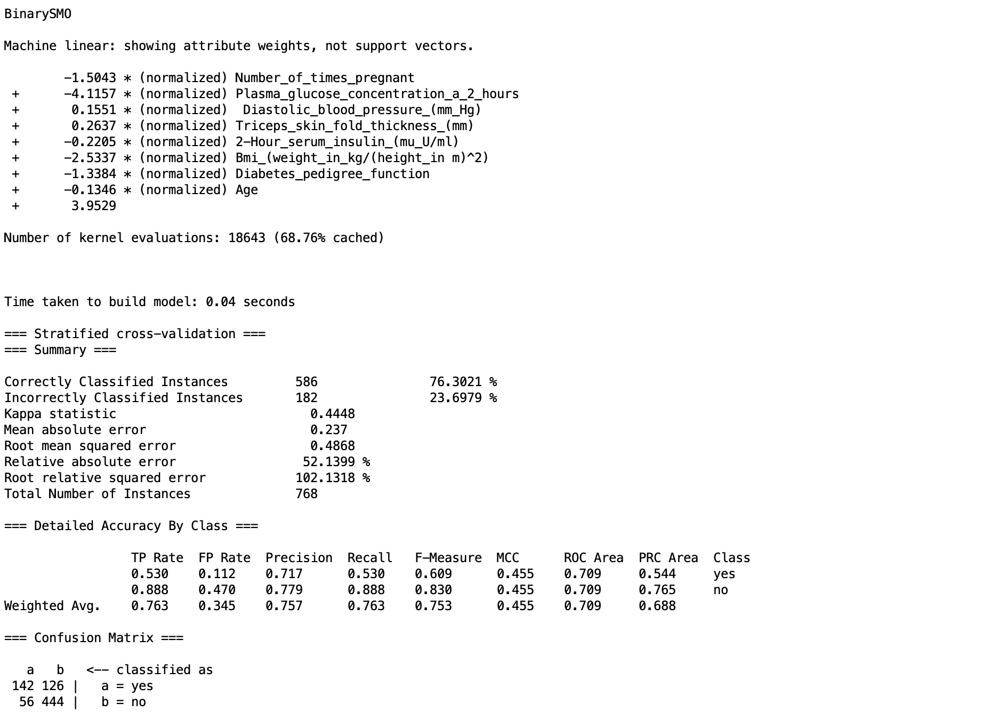 BinarySMO
Machine linear: showing attribute weights, not support vectors.
-1.5043 * (normalized) Number_of_times_pregnant
+ -4.1157 * (normalized) Plasma_glucose_concentration_a_2_hours
+ 0.1551 * (normalized)  Diastolic_blood_pressure_(mm_Hg)
+ 0.2637 * (normalized) Triceps_skin_fold_thickness_(mm)
+ -0.2205 * (normalized) 2-Hour_serum_insulin_(mu_U/ml)
+ -2.5337 * (normalized) Bmi_(weight_in_kg/(height_in m)^2)
+ -1.3384 * (normalized) Diabetes_pedigree_function
+ -0.1346 * (normalized) Age
+ 3.9529
Number of kernel evaluations: 18643 (68.76% cached)
Time taken to build model: 0.04 seconds
=== Stratified cross-validation ===
=== Summary ===
Correctly Classified Instances 586 76.3021 %
Incorrectly Classified Instances 182 23.6979 %
Kappa statistic 0.4448
Mean absolute error 0.237
Root mean squared error 0.4868
Relative absolute error 52.1399 %
Root relative squared error 102.1318 %
Total Number of Instances 768
=== Detailed Accuracy By Class ===
TP Rate FP Rate Precision Recall F-Measure MCC ROC Area PRC Area Class
0.530 0.112 0.717 0.530 0.609 0.455 0.709 0.544 yes
0.888 0.470 0.779 0.888 0.830 0.455 0.709 0.765 no
Weighted Avg. 0.763 0.345 0.757 0.763 0.753 0.455 0.709 0.688
=== Confusion Matrix ===
a b <-- classified as
142 126 | a = yes
56 444 | b = no